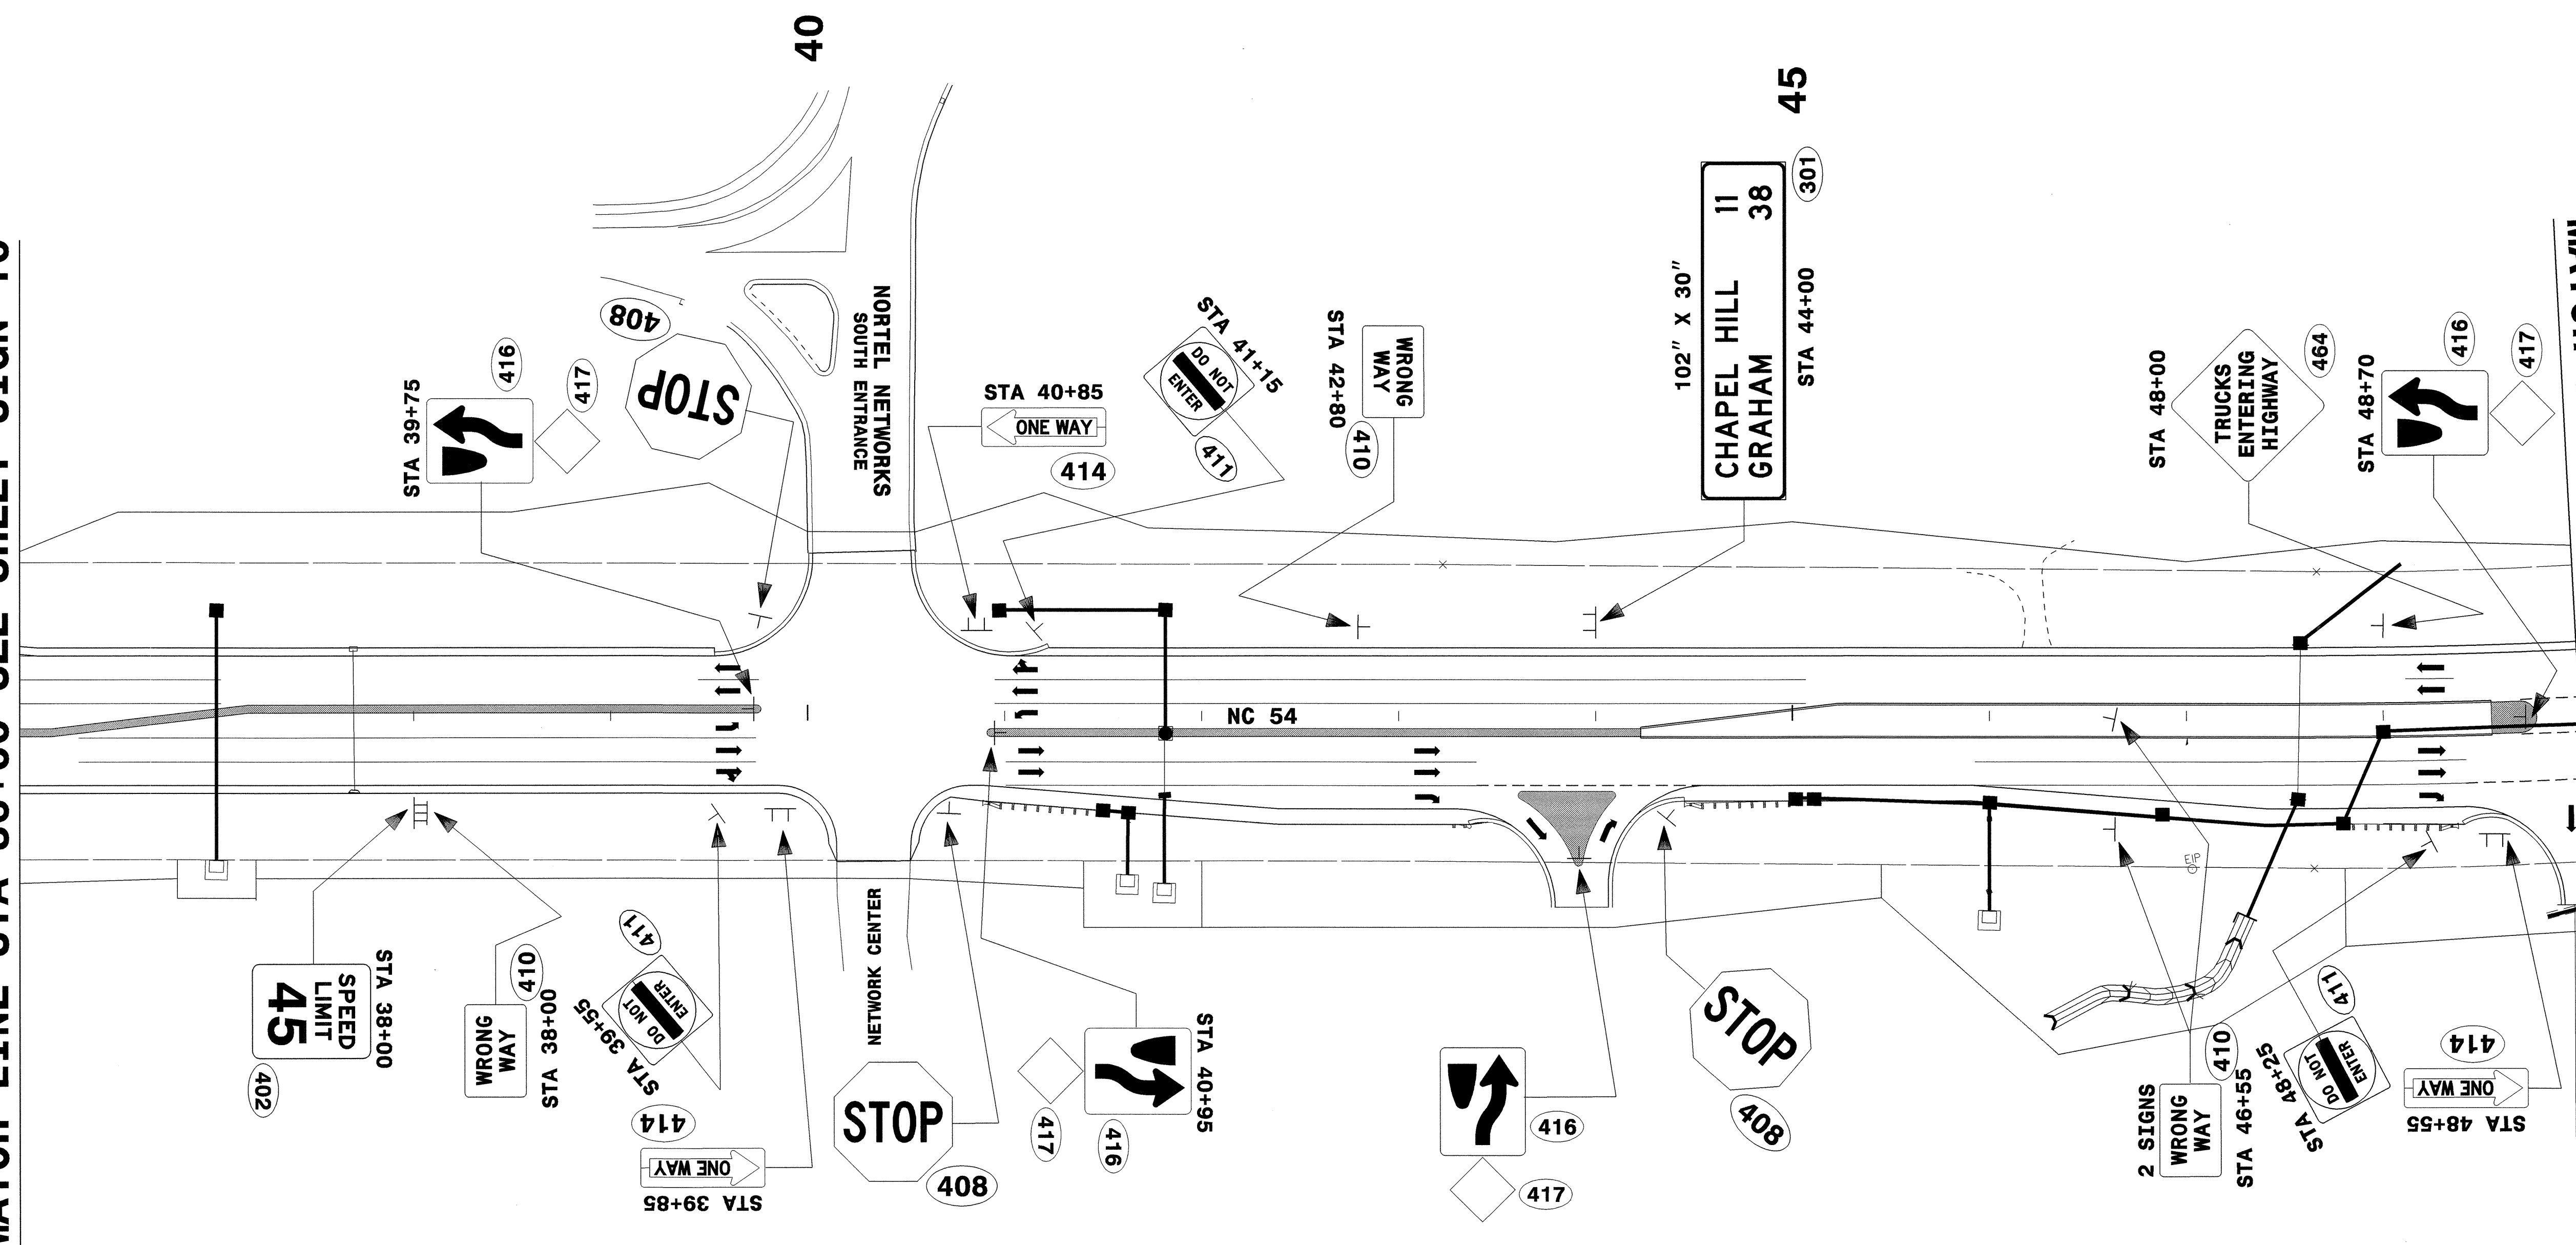 40
45
STA 39+75
416
417
408
STOP
NORTEL NETWORKS
SOUTH ENTRANCE
STA 40+85
ONE WAY
414
STA 41+15
DO NOT
ENTER
411
STA 42+80
WRONG
WAY
410
102" X 30"
CHAPEL HILL 11
GRAHAM 38
301
STA 44+00
STA 48+00
TRUCKS
ENTERING
HIGHWAY
464
STA 48+70
416
417
NC 54
EIP
SPEED
LIMIT
45
STA 38+00
402
410
WRONG
WAY
STA 38+00
411
DO NOT
ENTER
STA 39+55
414
ONE WAY
STA 39+85
NETWORK CENTER
STOP
408
417
416
STA 40+95
416
417
STOP
408
2 SIGNS
WRONG
WAY
410
STA 46+55
411
DO NOT
ENTER
STA 48+25
414
ONE WAY
STA 48+55